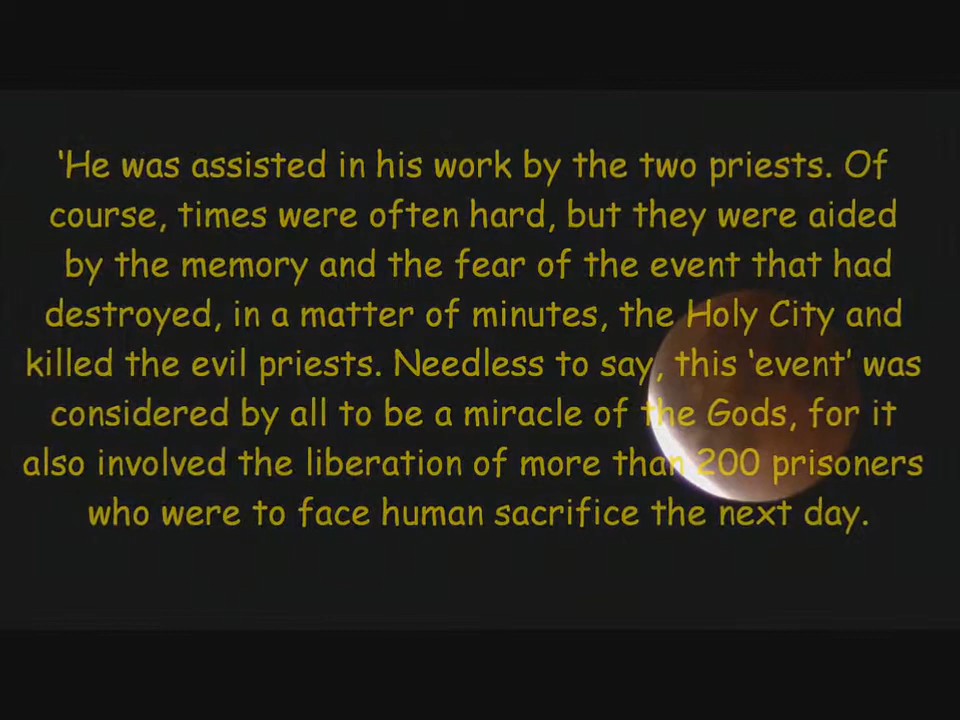 ‘He was assisted in his work by the two priests. Of
course, times were often hard, but they were aided
by the memory and the fear of the event that had
destroyed, in a matter of minutes, the Holy City and
killed the evil priests. Needless to say, this ‘event’ was
considered by all to be a miracle of the Gods, for it
also involved the liberation of more than 200 prisoners
who were to face human sacrifice the next day.